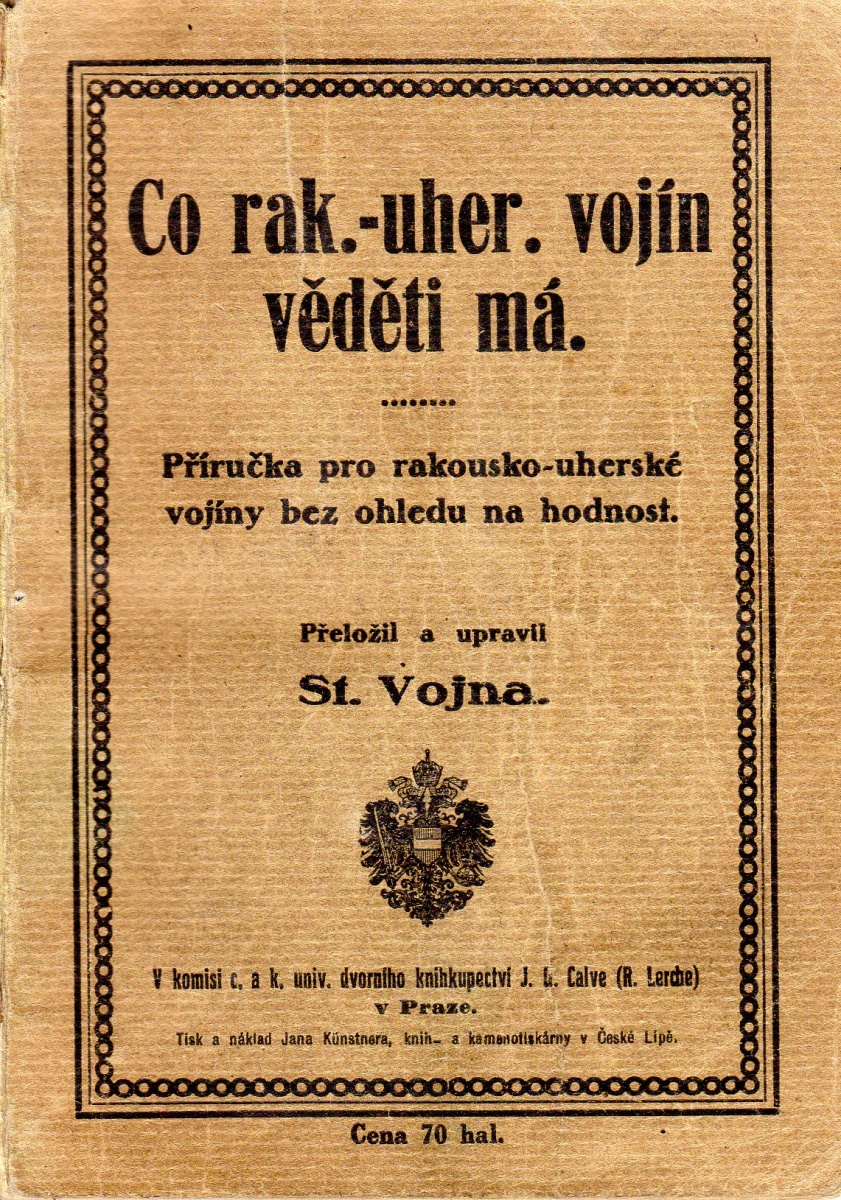 Co rak.-uher. vojín
věděti má.
Příručka pro rakousko-uherské
vojíny bez ohledu na hodnost.
Přeložil a upravil
St. Vojna.
V komisi c. a k. univ. dvorního knihkupectví J. G. Calve (R. Lerche)
v Praze.
Tisk a náklad Jana Künstnera, knih- a kamenotiskárny v České Lípě.
Cena 70 hal.